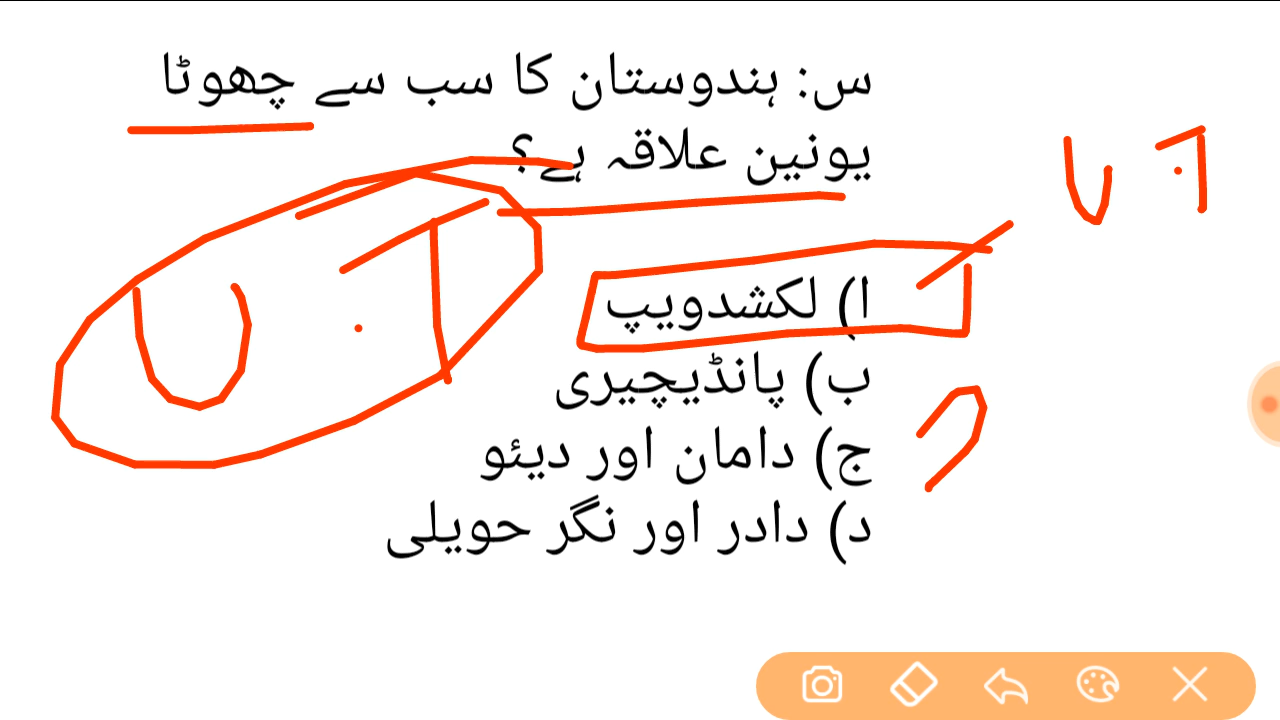 س: ہندوستان کا سب سے چھوٹا
یونین علاقہ ہے؟
U.T
ا) لکشدویپ
U.T
ب) پانڈیچیری
ج) دامان اور دیئو
د) دادر اور نگر حویلی